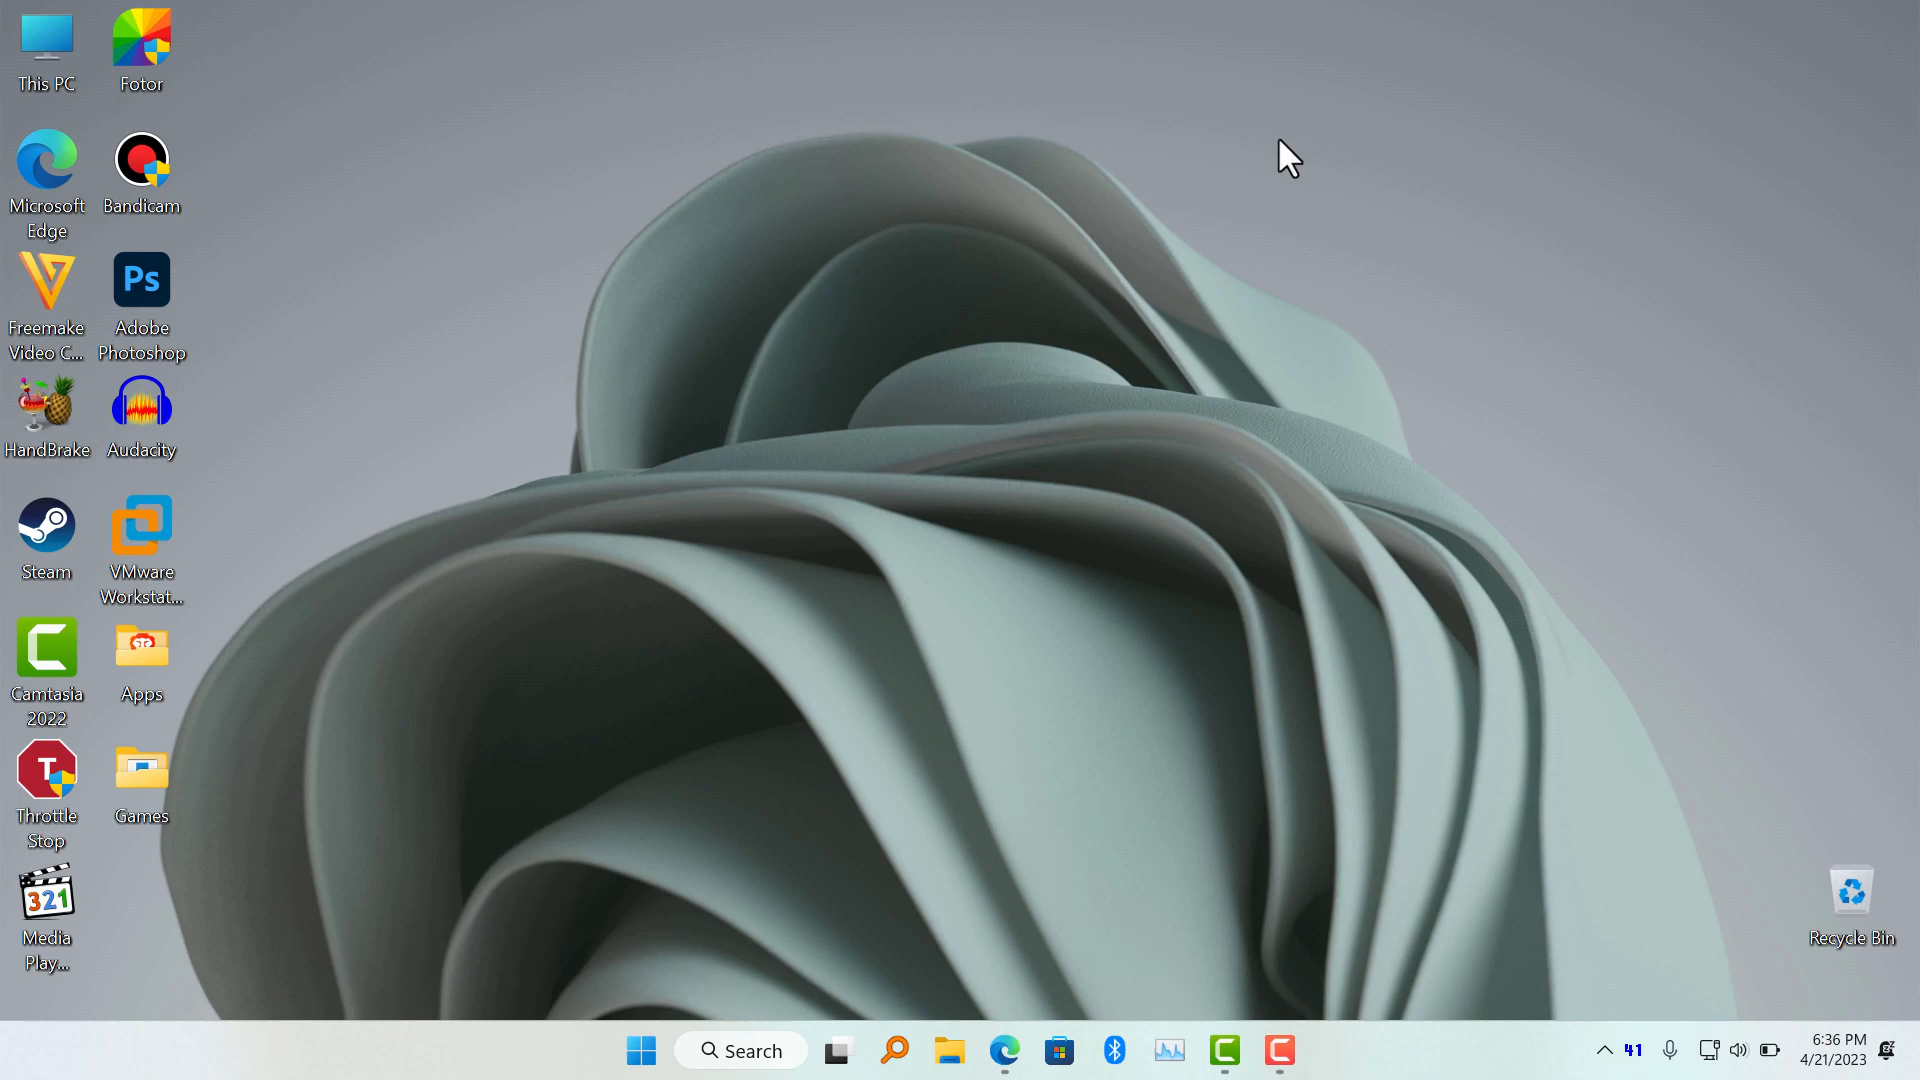 This PC
Fotor
Microsoft
Edge
Bandicam
Freemake
Video C...
Ps
Adobe
Photoshop
HandBrake
Audacity
Steam
VMware
Workstat...
Camtasia
2022
Apps
T
Throttle
Stop
Games
321
Media
Play...
Recycle Bin
Search
41
6:36 PM
4/21/2023